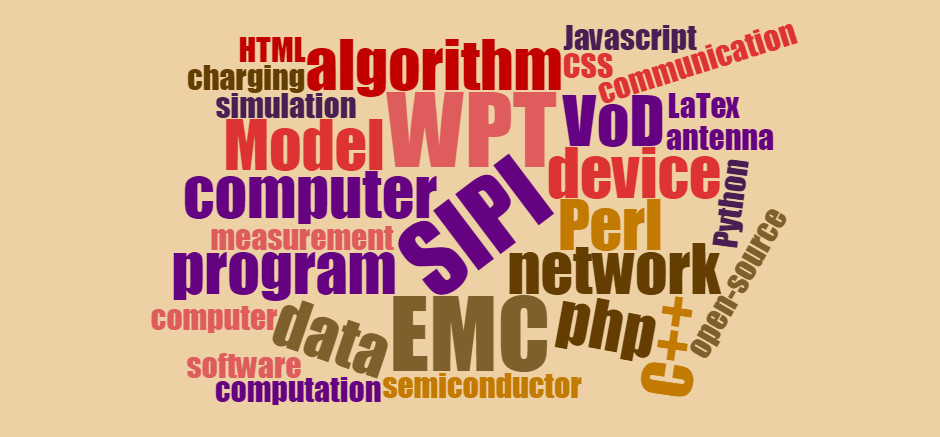 HTML
algorithm
Javascript
css
communication
charging
simulation
WPT
VoD
LaTex
antenna
Model
device
computer
SIPI
Perl
Python
measurement
program
network
open-source
computer
data
EMC
php
C++
software
computation
semiconductor